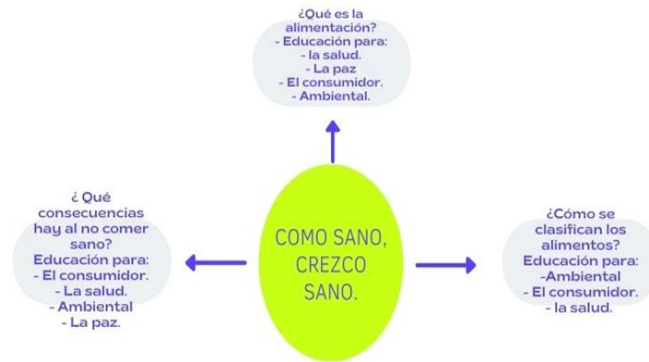 ¿Qué es la
alimentación?
- Educación para:
- la salud.
- La paz
- El consumidor.
- Ambiental.
¿ Qué
consecuencias
hay al no comer
sano?
Educación para:
- El consumidor.
- La salud.
- Ambiental
- La paz.
COMO SANO,
CREZCO
SANO.
¿Cómo se
clasifican los
alimentos?
Educación para:
-Ambiental
- El consumidor.
- la salud.